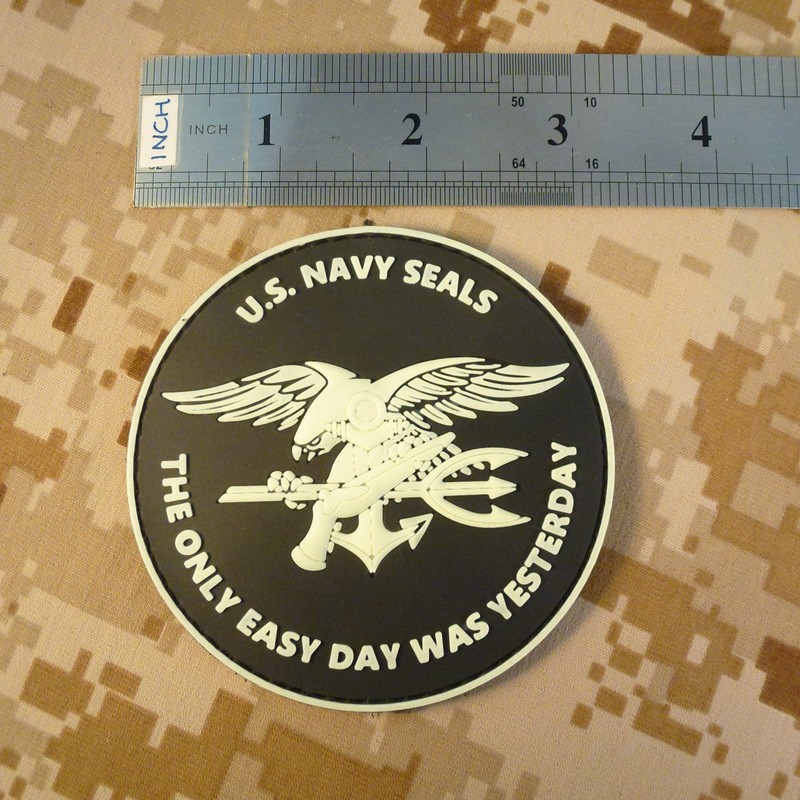 INCH
INCH 1 2 3 4
50 10
64 16
U.S. NAVY SEALS
THE ONLY EASY DAY WAS YESTERDAY